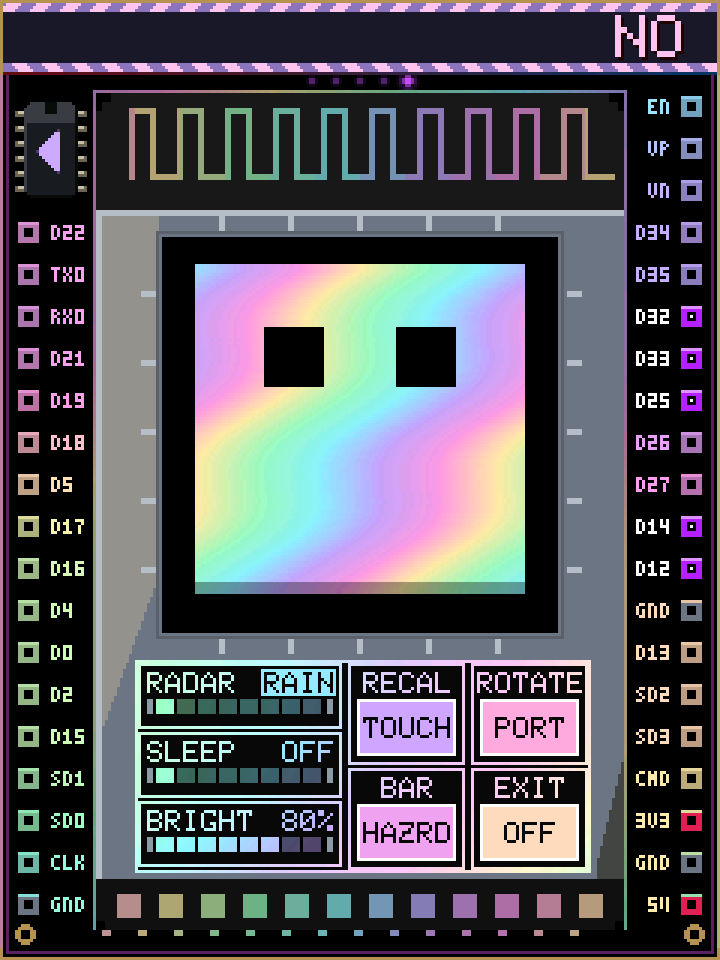 NO
EN
VP
VN
D22
D34
TX0
D35
RX0
D32
D21
D33
D19
D25
D18
D26
D5
D27
D17
D14
D16
D12
D4
GND
D0
D13
D2
SD2
D15
SD3
SD1
CMD
SD0
3V3
CLK
GND
GND
5V
RADAR RAIN
SLEEP OFF
BRIGHT 80%
RECAL
TOUCH
ROTATE
PORT
BAR
HAZRD
EXIT
OFF